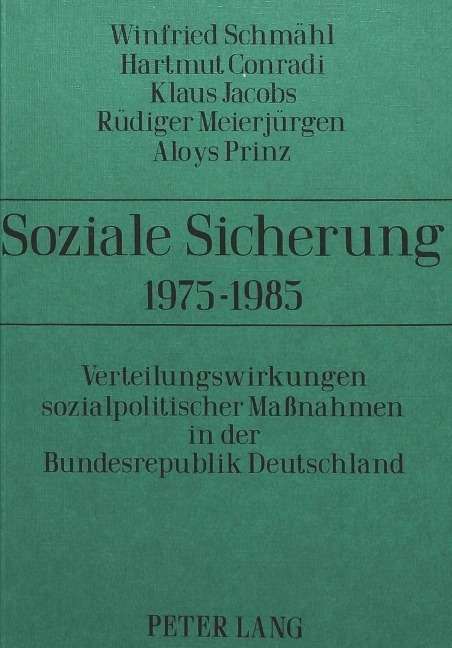 Winfried Schmähl
Hartmut Conradi
Klaus Jacobs
Rüdiger Meierjürgen
Aloys Prinz
Soziale Sicherung
1975-1985
Verteilungswirkungen
sozialpolitischer Maßnahmen
in der
Bundesrepublik Deutschland
PETER LANG